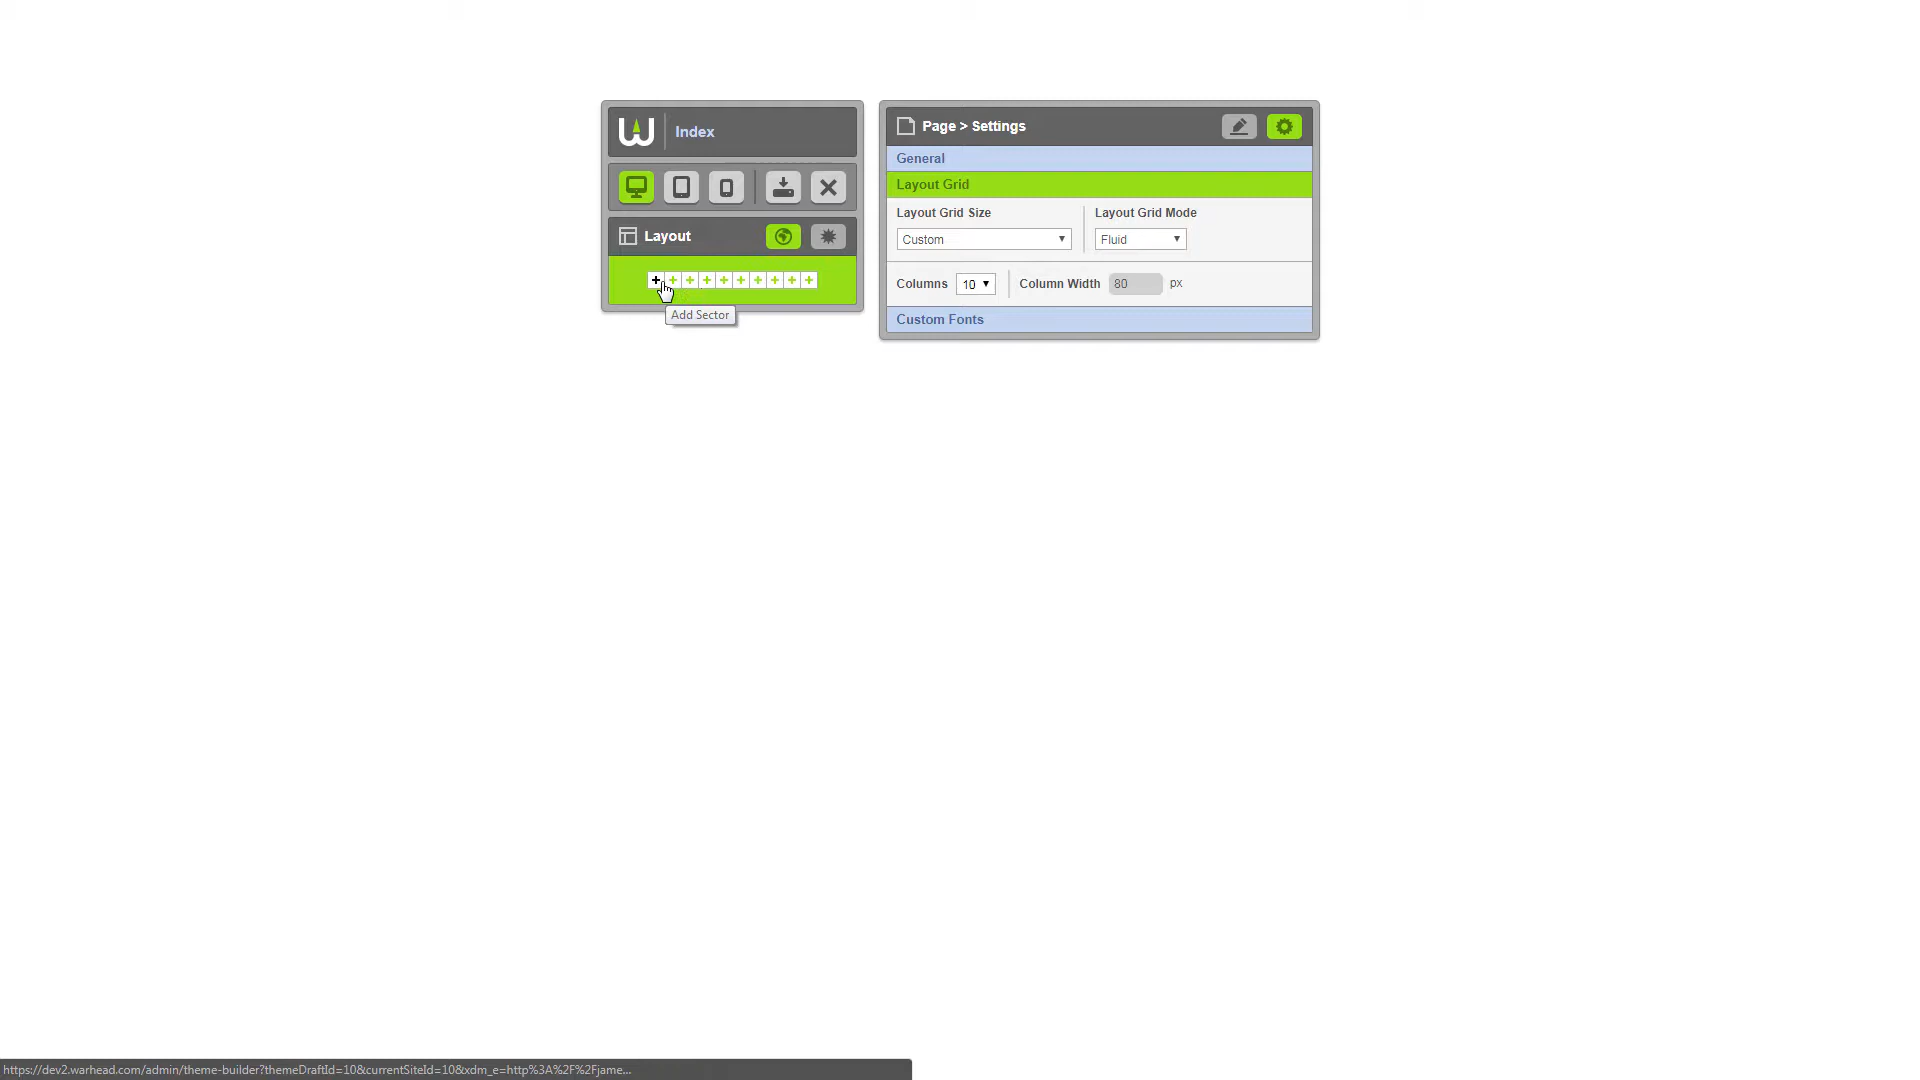 Index
Layout
Add Sector
Page > Settings
General
Layout Grid
Layout Grid Size
Layout Grid Mode
Custom
Fluid
Columns 10 Column Width 80 px
Custom Fonts
https://dev2.warhead.com/admin/theme-builder?themeDraftId=10&currentSiteId=10&xdm_e=http%3A%2F%2Fjame...